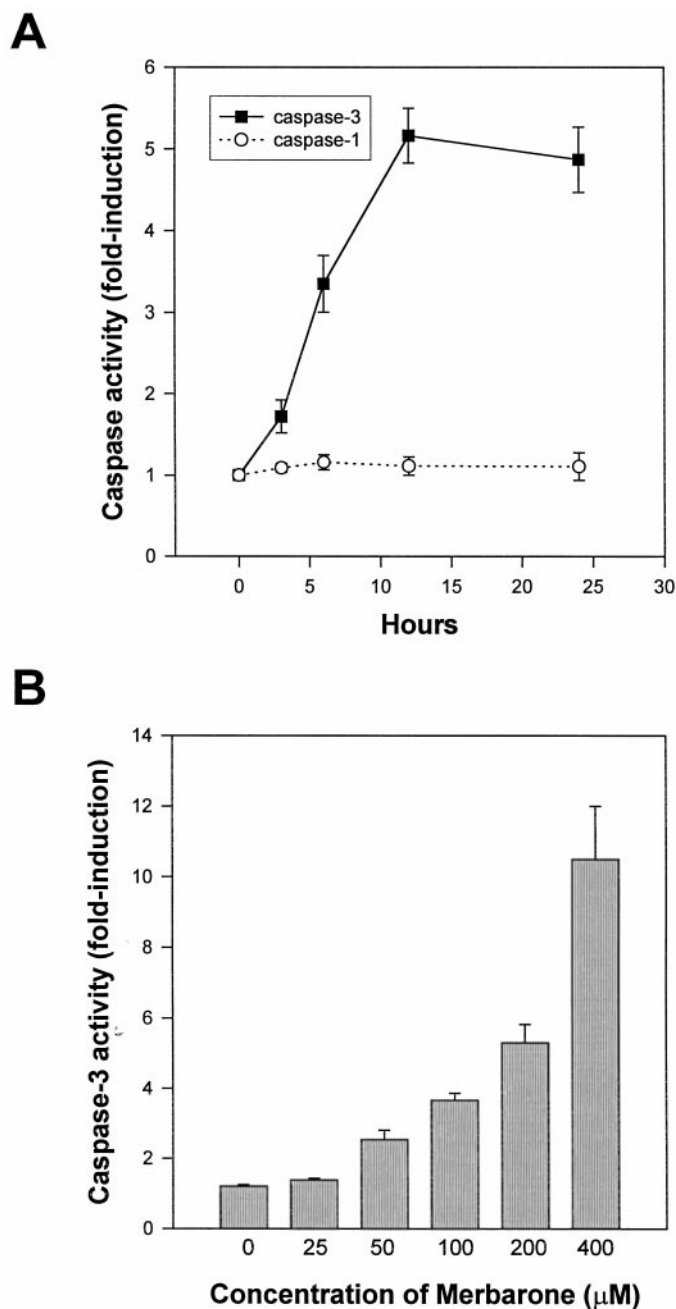 A
Caspase activity (fold-induction)
6
5
4
3
2
1
0
caspase-3
caspase-1
0 5 10 15 20 25 30
Hours
B
Caspase-3 activity (fold-induction)
14
12
10
8
6
4
2
0
0 25 50 100 200 400
Concentration of Merbarone (μM)